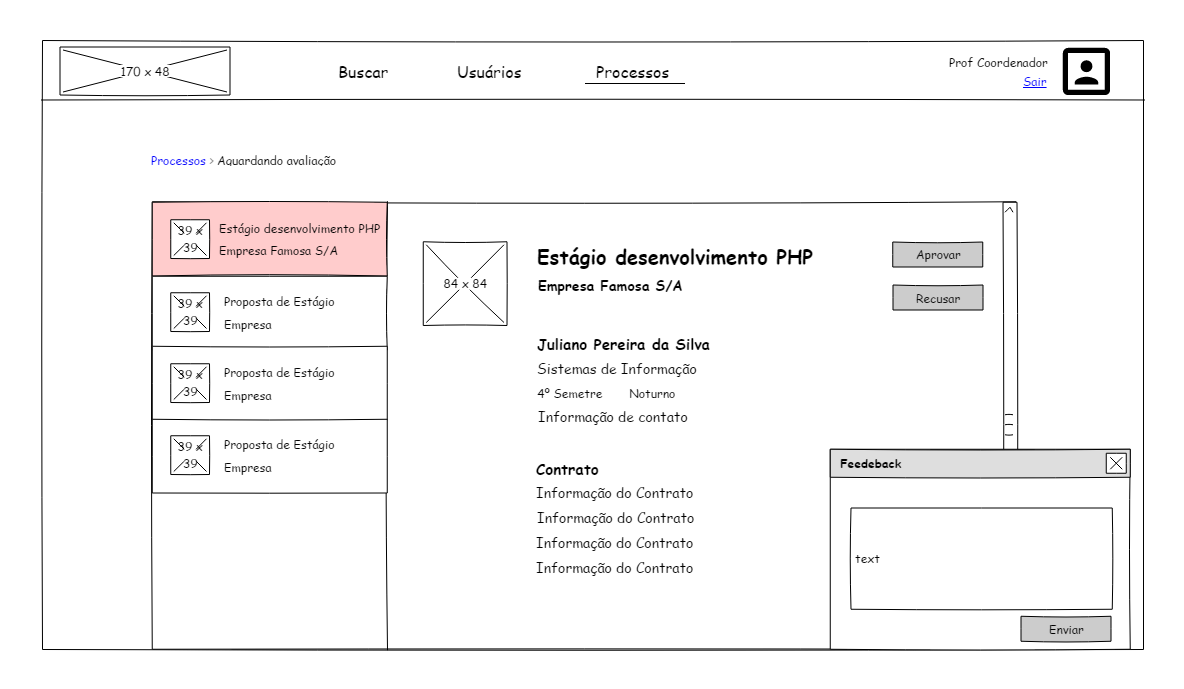 170 x 48
Buscar
Usuários
Processos
Prof Coordenador
Sair
Processos > Aguardando avaliação
39 x
39
Estágio desenvolvimento PHP
Empresa Famosa S/A
39 x
39
Proposta de Estágio
Empresa
39 x
39
Proposta de Estágio
Empresa
39 x
39
Proposta de Estágio
Empresa
84 x 84
Estágio desenvolvimento PHP
Empresa Famosa S/A
Aprovar
Recusar
Juliano Pereira da Silva
Sistemas de Informação
4º Semetre Noturno
Informação de contato
Contrato
Informação do Contrato
Informação do Contrato
Informação do Contrato
Informação do Contrato
Feedeback
text
Enviar